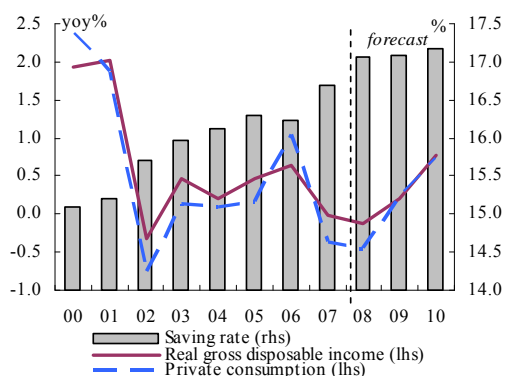 yoy%
%
forecast
2.5
2.0
1.5
1.0
0.5
0.0
-0.5
-1.0
17.5
17.0
16.5
16.0
15.5
15.0
14.5
14.0
00 01 02 03 04 05 06 07 08 09 10
Saving rate (rhs)
Real gross disposable income (lhs)
Private consumption (lhs)